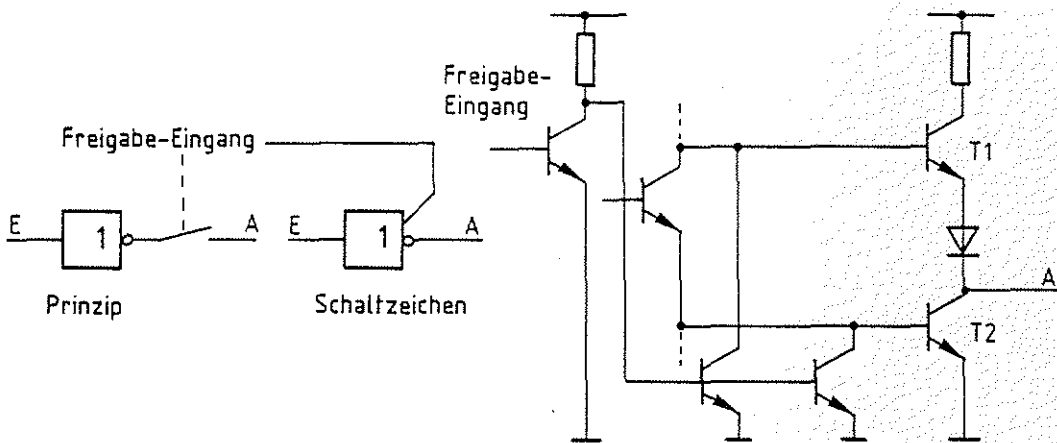 Freigabe-Eingang
E
1
A
Prinzip
E
1
A
Schaltzeichen
Freigabe-
Eingang
T1
A
T2